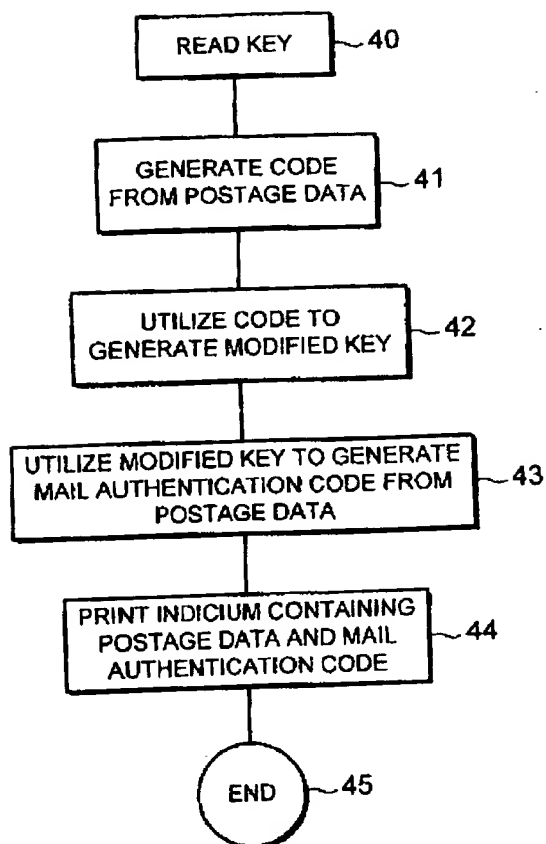 READ KEY
40
GENERATE CODE
FROM POSTAGE DATA
41
UTILIZE CODE TO
GENERATE MODIFIED KEY
42
UTILIZE MODIFIED KEY TO GENERATE
MAIL AUTHENTICATION CODE FROM
POSTAGE DATA
43
PRINT INDICIUM CONTAINING
POSTAGE DATA AND MAIL
AUTHENTICATION CODE
44
END
45